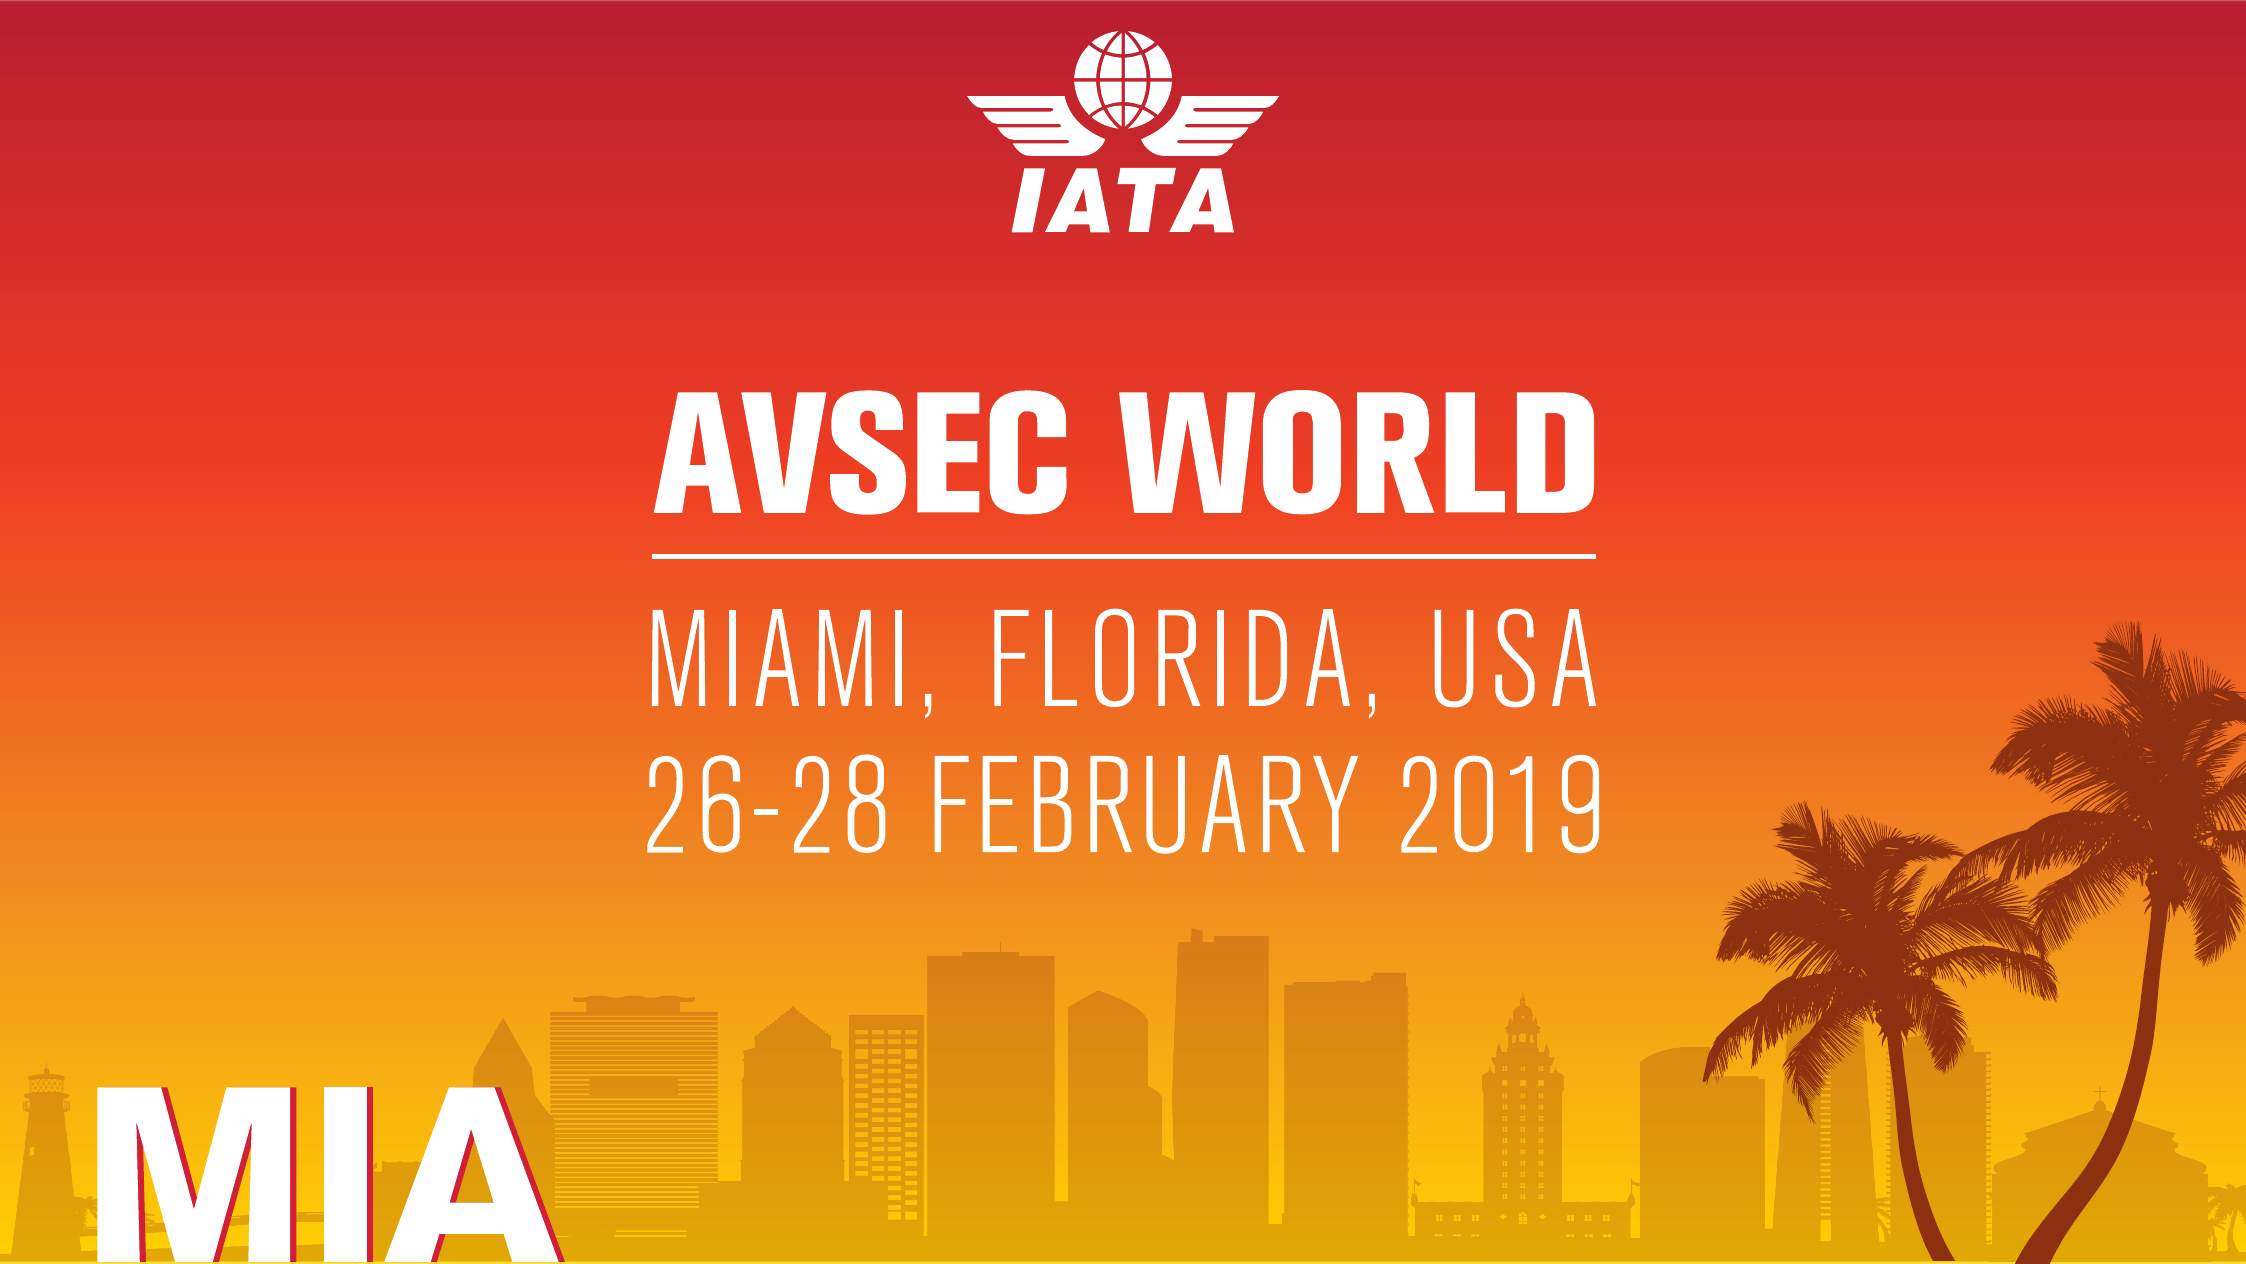 IATA
AVSEC WORLD
MIAMI, FLORIDA, USA
26-28 FEBRUARY 2019
MIA